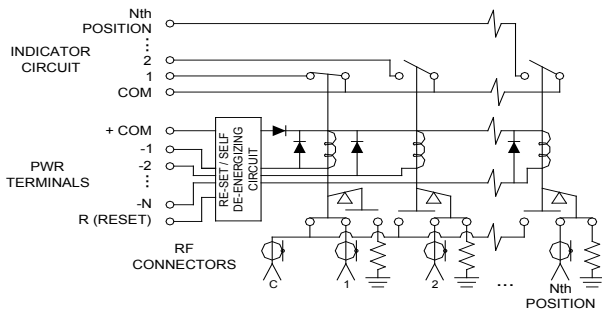 Nth
POSITION
INDICATOR
CIRCUIT
2
1
COM
+ COM
-1
-2
PWR
TERMINALS
-N
R (RESET)
RE-SET / SELF
DE-ENERGIZING
CIRCUIT
RF
CONNECTORS
C
1
2
...
Nth
POSITION